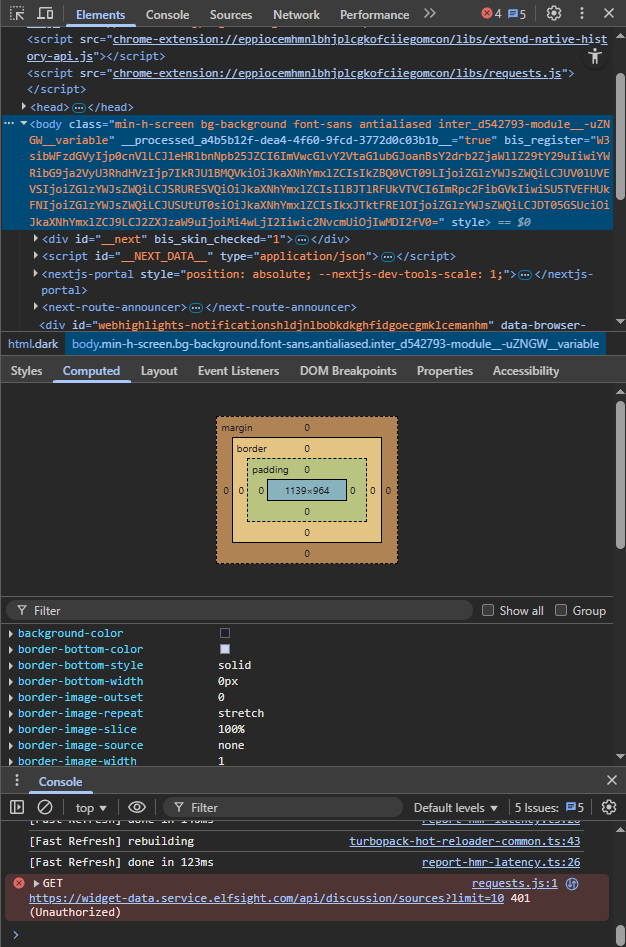 Elements Console Sources Network Performance 4 5
<script src="chrome-extension://eppiocemhmnlbhjplcgkofciiegomcon/libs/extend-native-hist
ory-api.js"></script>
<script src="chrome-extension://eppiocemhmnlbhjplcgkofciiegomcon/libs/requests.js">
</script>
<head> … </head>
… <body class="min-h-screen bg-background font-sans antialiased inter_d542793-module__-uZN
GW__variable" __processed_a4b5b12f-dea4-4f60-9fcd-3772d0c03b1b__="true" bis_register="W3
" style> == $0
<div id="__next" bis_skin_checked="1"> … </div>
<script id="__NEXT_DATA__" type="application/json"> … </script>
<nextjs-portal style="position: absolute; --nextjs-dev-tools-scale: 1;"> … </nextjs-
portal>
<next-route-announcer> … </next-route-announcer>
<div id="webhighlights-notificationshldjnlbobkdkghfidgoecgmklcemanhm" data-browser-
html.dark body.min-h-screen.bg-background.font-sans.antialiased.inter_d542793-module__-uZNGW__variable
Styles Computed Layout Event Listeners DOM Breakpoints Properties Accessibility
margin 0
border 0
padding 0
0 0 0 1139×964 0 0 0
0
0
0
Filter Show all Group
background-color
border-bottom-color
border-bottom-style solid
border-bottom-width 0px
border-image-outset 0
border-image-repeat stretch
border-image-slice 100%
border-image-source none
border-image-width 1
Console
top Filter Default levels 5 Issues: 5
[Fast Refresh] done in report-hmr-latency.ts:26
[Fast Refresh] rebuilding turbopack-hot-reloader-common.ts:43
[Fast Refresh] done in 123ms report-hmr-latency.ts:26
GET requests.js:1
https://widget-data.service.elfsight.com/api/discussion/sources?limit=10 401
(Unauthorized)